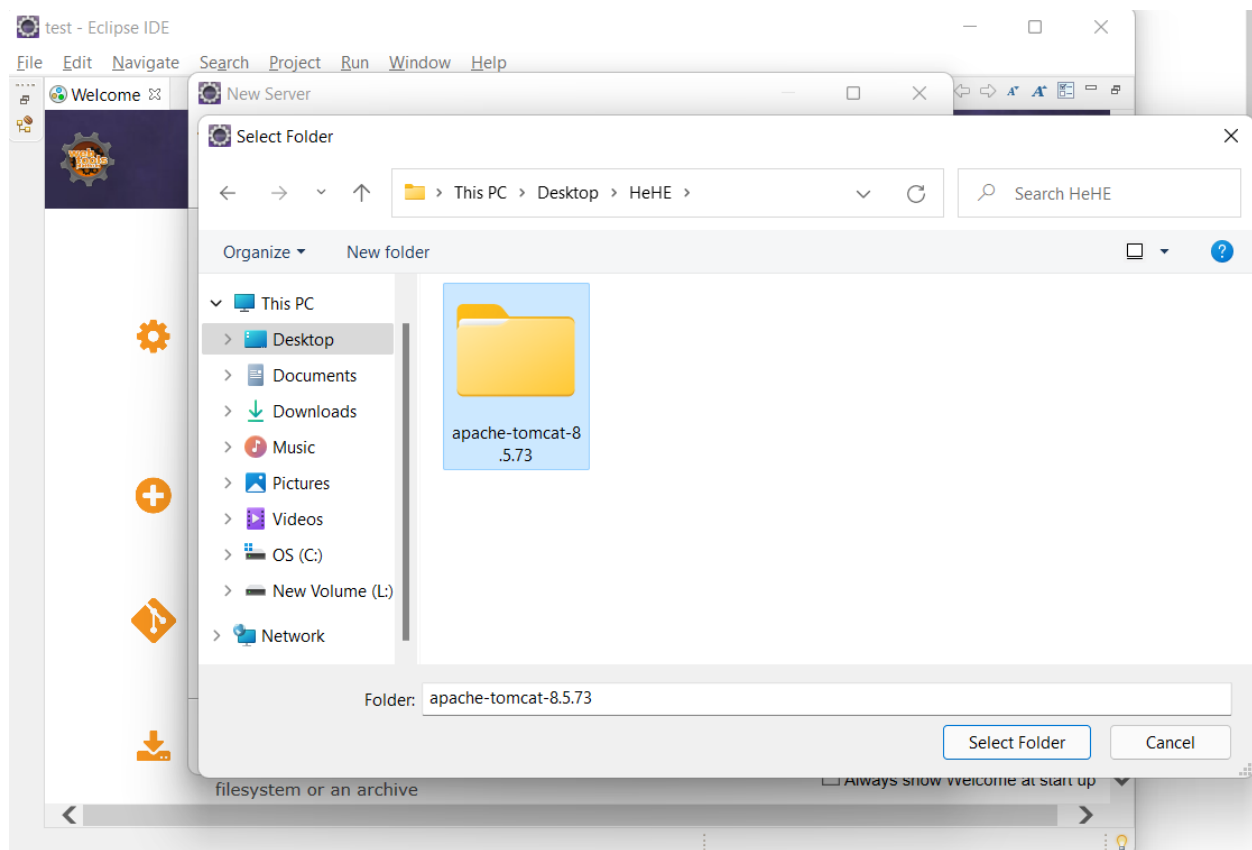 test - Eclipse IDE
File Edit Navigate Search Project Run Window Help
Welcome
New Server
Select Folder
This PC > Desktop > HeHE >
Search HeHE
Organize
New folder
This PC
Desktop
Documents
Downloads
Music
Pictures
Videos
OS (C:)
New Volume (L:)
Network
apache-tomcat-8
.5.73
Folder: apache-tomcat-8.5.73
Select Folder
Cancel
filesystem or an archive
Always show Welcome at start up